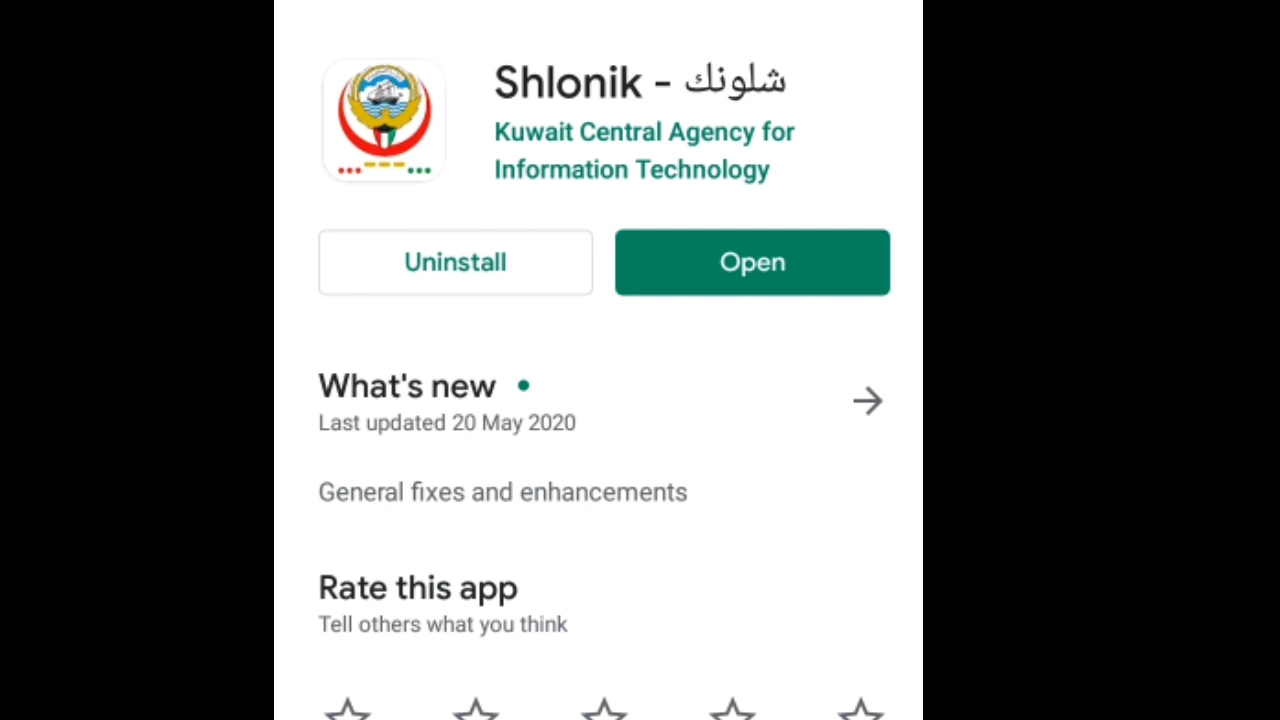 Shlonik - شلونك
Kuwait Central Agency for
Information Technology
Uninstall
Open
What's new
Last updated 20 May 2020
General fixes and enhancements
Rate this app
Tell others what you think